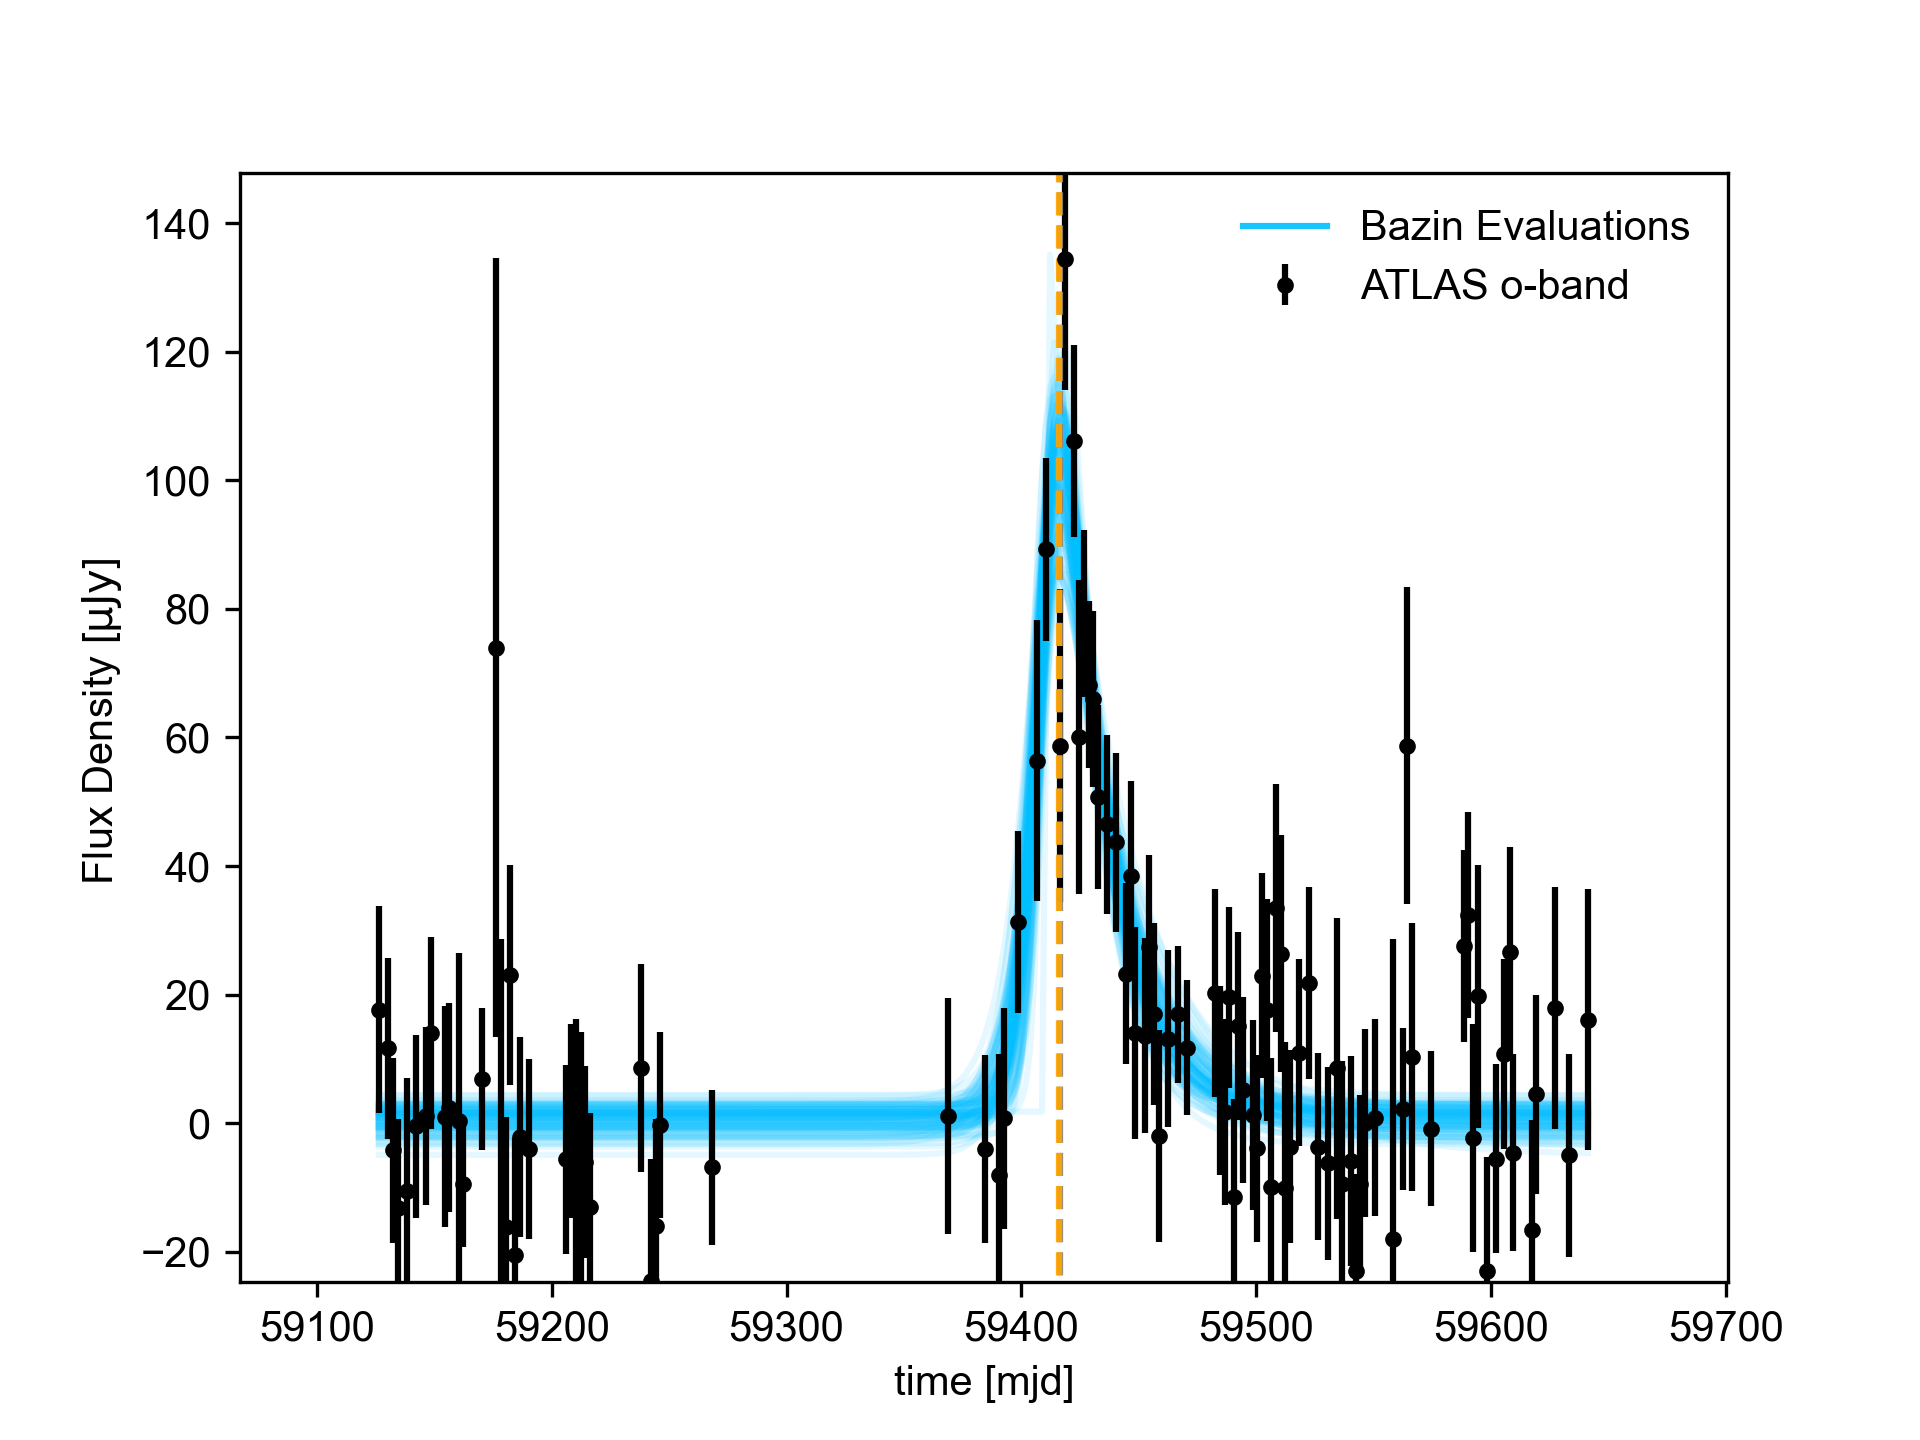 Bazin Evaluations
ATLAS o-band
140
120
100
80
60
40
20
0
−20
Flux Density [µJy]
59100 59200 59300 59400 59500 59600 59700
time [mjd]